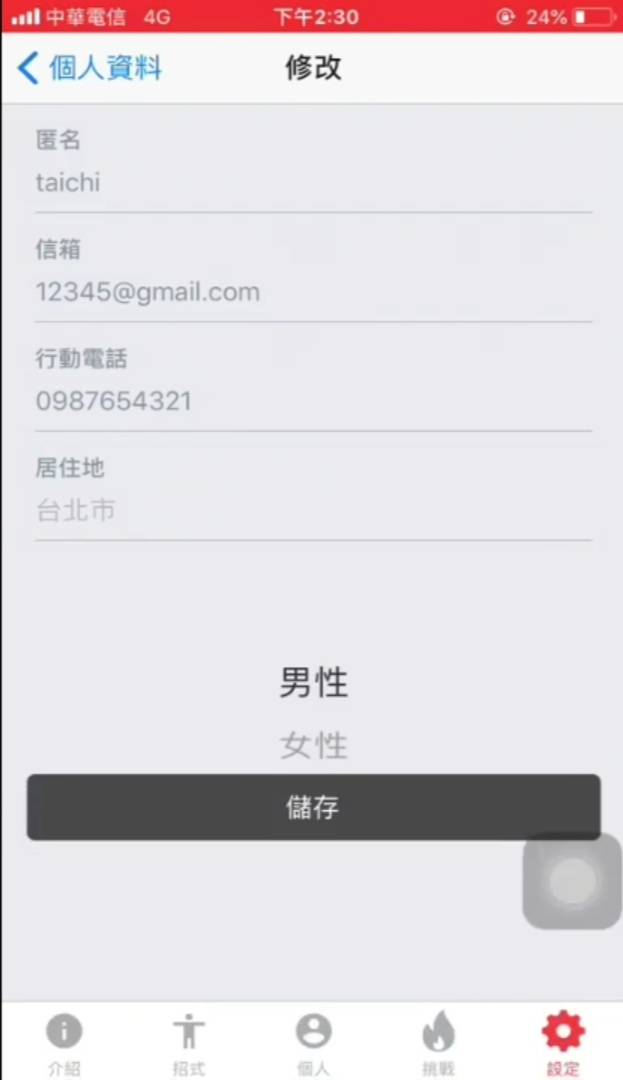 中華電信 4G 下午2:30 24%
個人資料 修改
匿名
taichi
信箱
12345@gmail.com
行動電話
0987654321
居住地
台北市
男性
女性
儲存
介紹 招式 個人 挑戰 設定